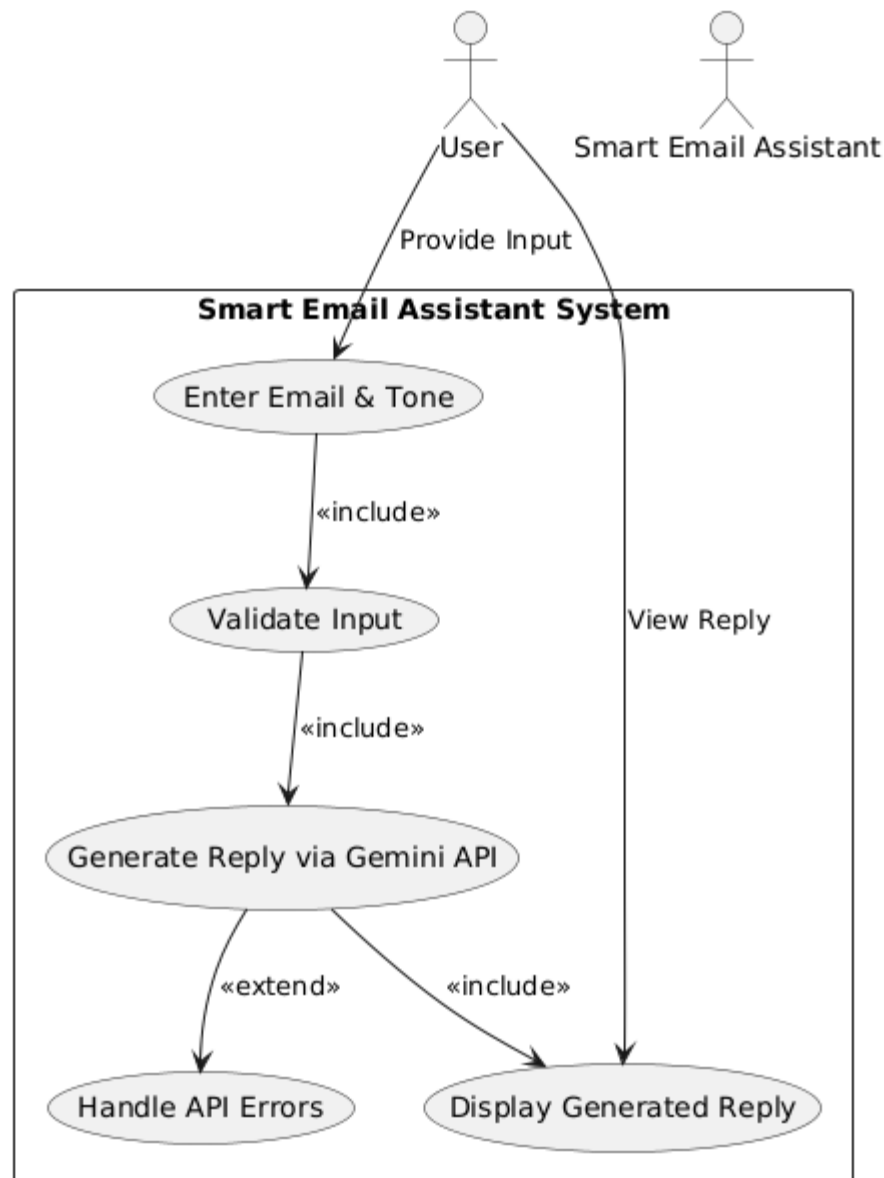 User
Smart Email Assistant
Provide Input
Smart Email Assistant System
Enter Email & Tone
«include»
Validate Input
View Reply
«include»
Generate Reply via Gemini API
«extend»
«include»
Handle API Errors
Display Generated Reply